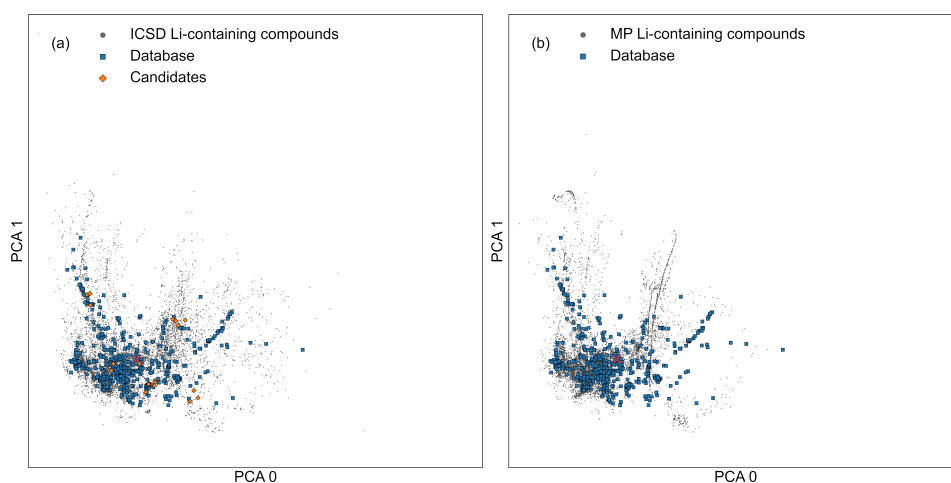 (a)
ICSD Li-containing compounds
Database
Candidates
PCA 1
PCA 0
(b)
MP Li-containing compounds
Database
PCA 1
PCA 0